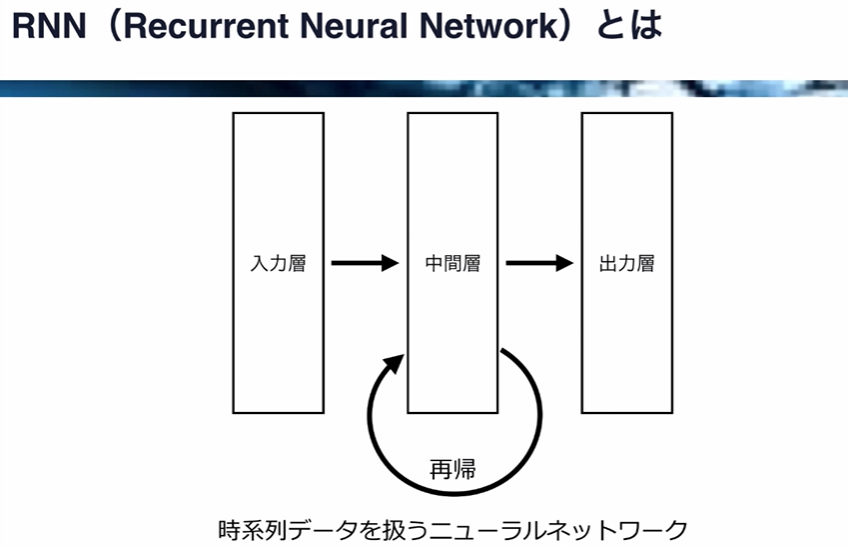 RNN（Recurrent Neural Network）とは
入力層
中間層
出力層
再帰
時系列データを扱うニューラルネットワーク